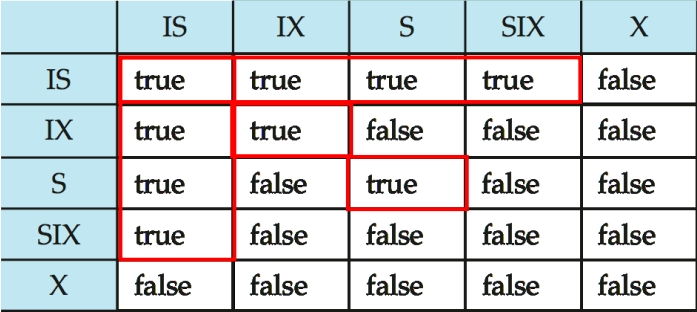 IS IX S SIX X
IS true true true true false
IX true true false false false
S true false true false false
SIX true false false false false
X false false false false false